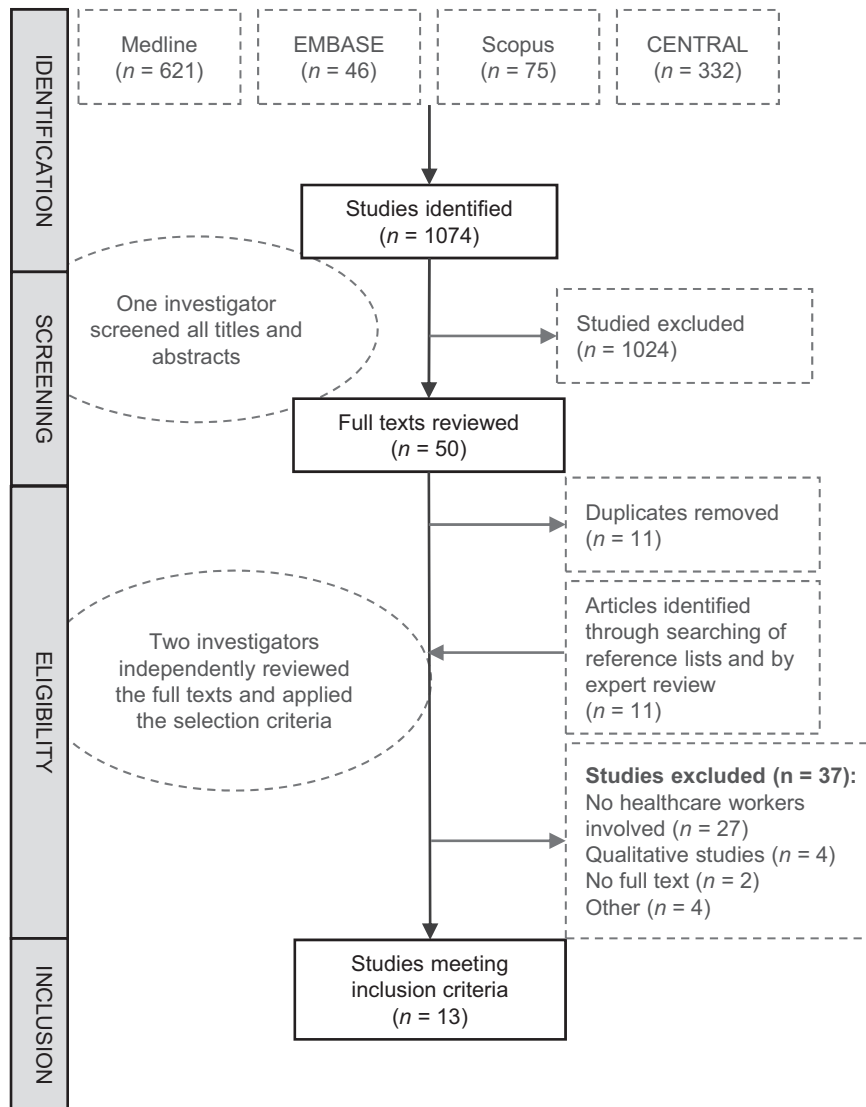 IDENTIFICATION
Medline
(n = 621)
EMBASE
(n = 46)
Scopus
(n = 75)
CENTRAL
(n = 332)
Studies identified
(n = 1074)
SCREENING
One investigator
screened all titles and
abstracts
Studied excluded
(n = 1024)
Full texts reviewed
(n = 50)
ELIGIBILITY
Duplicates removed
(n = 11)
Articles identified
through searching of
reference lists and by
expert review
(n = 11)
Two investigators
independently reviewed
the full texts and applied
the selection criteria
Studies excluded (n = 37):
No healthcare workers
involved (n = 27)
Qualitative studies (n = 4)
No full text (n = 2)
Other (n = 4)
INCLUSION
Studies meeting
inclusion criteria
(n = 13)